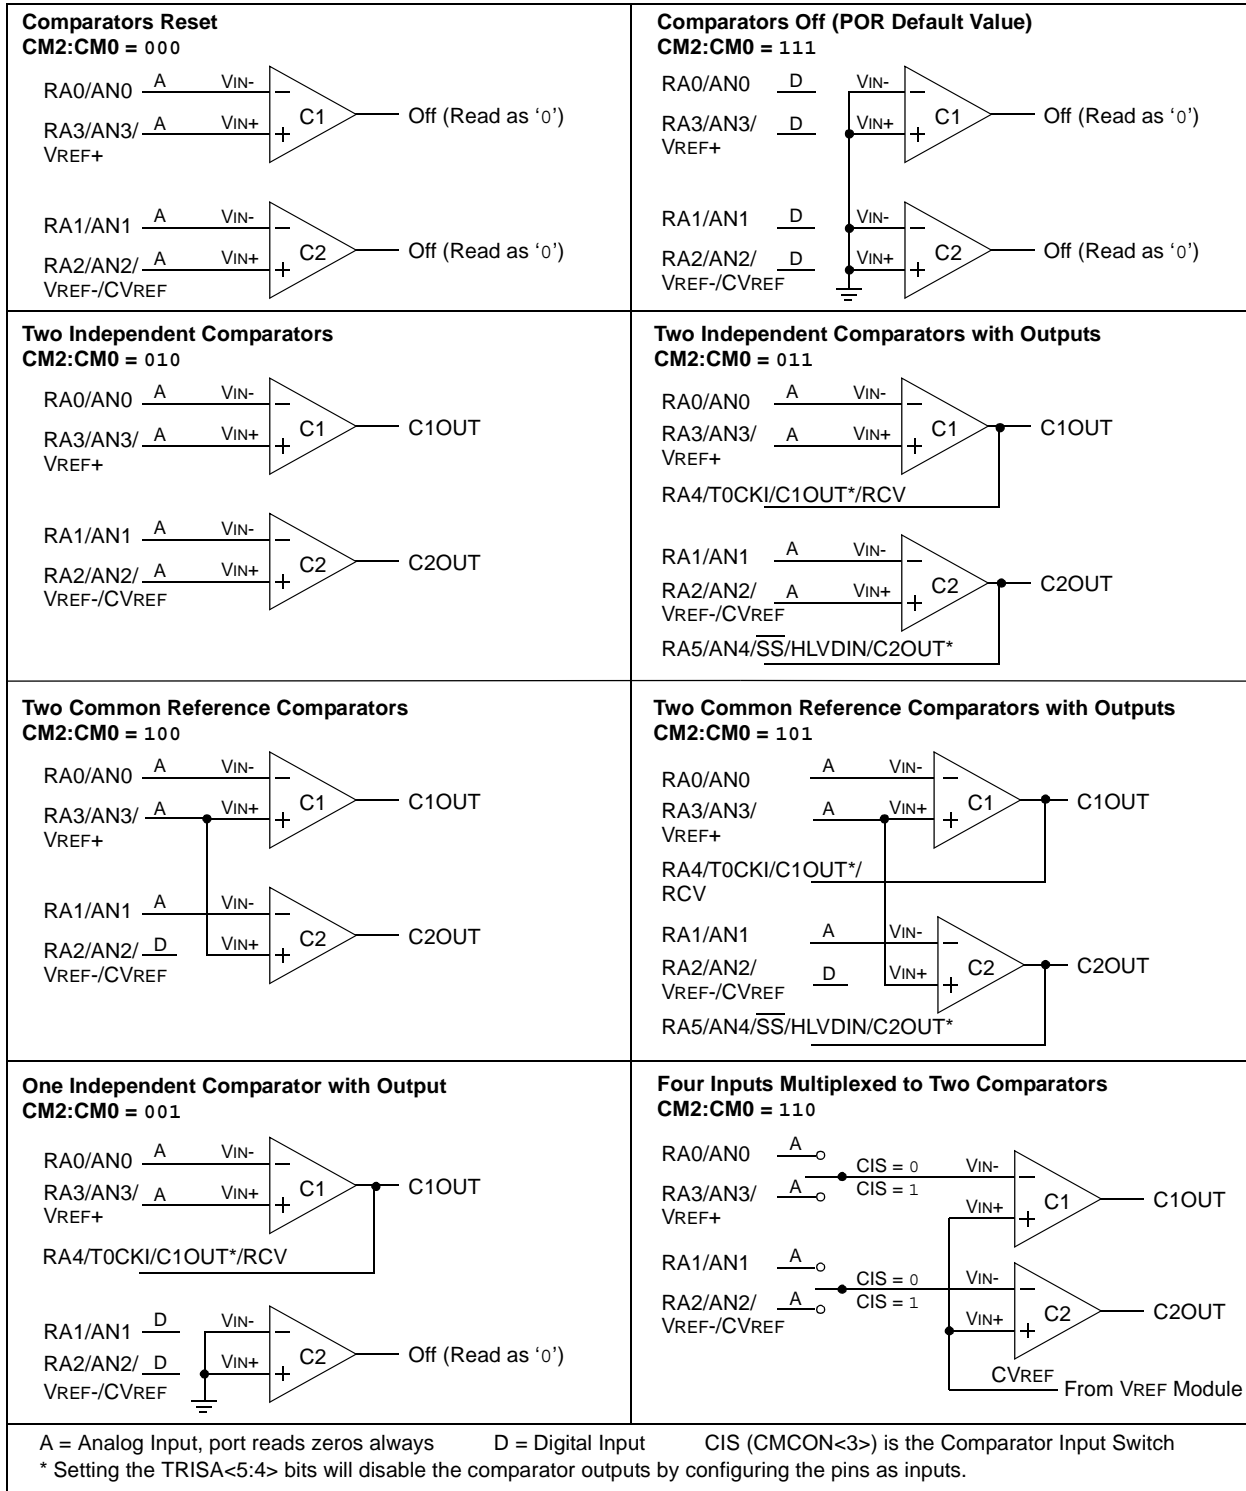 Comparators Reset
CM2:CM0 = 000
RA0/AN0 A VIN-
C1 Off (Read as ‘0’)
RA3/AN3/ A VIN+
VREF+
RA1/AN1 A VIN-
C2 Off (Read as ‘0’)
RA2/AN2/ A VIN+
VREF-/CVREF
Comparators Off (POR Default Value)
CM2:CM0 = 111
RA0/AN0 D VIN-
C1 Off (Read as ‘0’)
RA3/AN3/ D VIN+
VREF+
RA1/AN1 D VIN-
C2 Off (Read as ‘0’)
RA2/AN2/ D VIN+
VREF-/CVREF
Two Independent Comparators
CM2:CM0 = 010
RA0/AN0 A VIN-
C1 C1OUT
RA3/AN3/ A VIN+
VREF+
RA1/AN1 A VIN-
C2 C2OUT
RA2/AN2/ A VIN+
VREF-/CVREF
Two Independent Comparators with Outputs
CM2:CM0 = 011
RA0/AN0 A VIN-
C1 C1OUT
RA3/AN3/ A VIN+
VREF+
RA4/T0CKI/C1OUT*/RCV
RA1/AN1 A VIN-
C2 C2OUT
RA2/AN2/ A VIN+
VREF-/CVREF
RA5/AN4/SS/HLVDIN/C2OUT*
Two Common Reference Comparators
CM2:CM0 = 100
RA0/AN0 A VIN-
C1 C1OUT
RA3/AN3/ A VIN+
VREF+
RA1/AN1 A VIN-
C2 C2OUT
RA2/AN2/ D VIN+
VREF-/CVREF
Two Common Reference Comparators with Outputs
CM2:CM0 = 101
RA0/AN0 A VIN-
C1 C1OUT
RA3/AN3/ A VIN+
VREF+
RA4/T0CKI/C1OUT*/
RCV
RA1/AN1 A VIN-
C2 C2OUT
RA2/AN2/ D VIN+
VREF-/CVREF
RA5/AN4/SS/HLVDIN/C2OUT*
One Independent Comparator with Output
CM2:CM0 = 001
RA0/AN0 A VIN-
C1 C1OUT
RA3/AN3/ A VIN+
VREF+
RA4/T0CKI/C1OUT*/RCV
RA1/AN1 D VIN-
C2 Off (Read as ‘0’)
RA2/AN2/ D VIN+
VREF-/CVREF
Four Inputs Multiplexed to Two Comparators
CM2:CM0 = 110
RA0/AN0 A
CIS = 0 VIN-
RA3/AN3/ A CIS = 1
VREF+
VIN+ C1 C1OUT
RA1/AN1 A
CIS = 0 VIN-
RA2/AN2/ A CIS = 1
VREF-/CVREF
VIN+ C2 C2OUT
CVREF
From VREF Module
A = Analog Input, port reads zeros always D = Digital Input CIS (CMCON<3>) is the Comparator Input Switch
* Setting the TRISA<5:4> bits will disable the comparator outputs by configuring the pins as inputs.